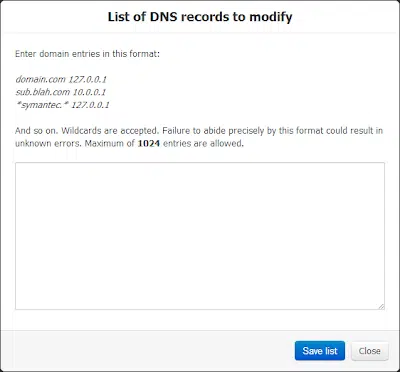 List of DNS records to modify
Enter domain entries in this format:
domain.com 127.0.0.1
sub.blah.com 10.0.0.1
*symantec.* 127.0.0.1
And so on. Wildcards are accepted. Failure to abide precisely by this format could result in
unknown errors. Maximum of 1024 entries are allowed.
Save list
Close